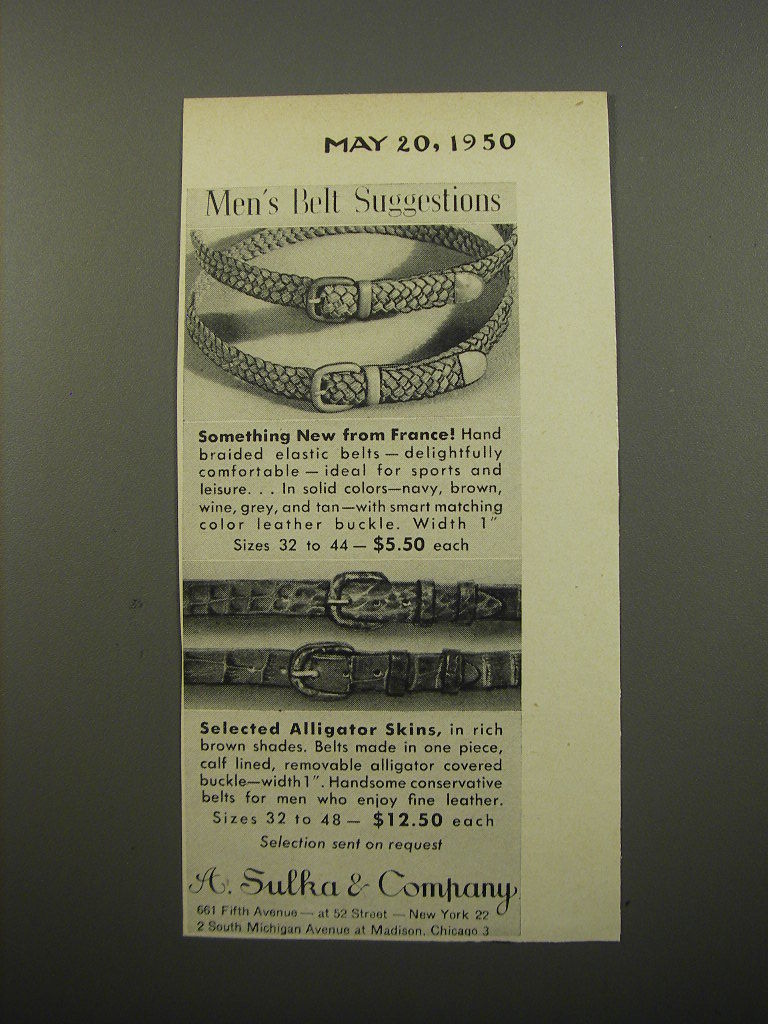 MAY 20, 1950
Men's Belt Suggestions
Something New from France! Hand
braided elastic belts — delightfully
comfortable — ideal for sports and
leisure. . . In solid colors—navy, brown,
wine, grey, and tan—with smart matching
color leather buckle. Width 1"
Sizes 32 to 44 — $5.50 each
Selected Alligator Skins, in rich
brown shades. Belts made in one piece,
calf lined, removable alligator covered
buckle—width 1". Handsome conservative
belts for men who enjoy fine leather.
Sizes 32 to 48 — $12.50 each
Selection sent on request
A. Sulka & Company
661 Fifth Avenue — at 52 Street — New York 22
2 South Michigan Avenue at Madison, Chicago 3